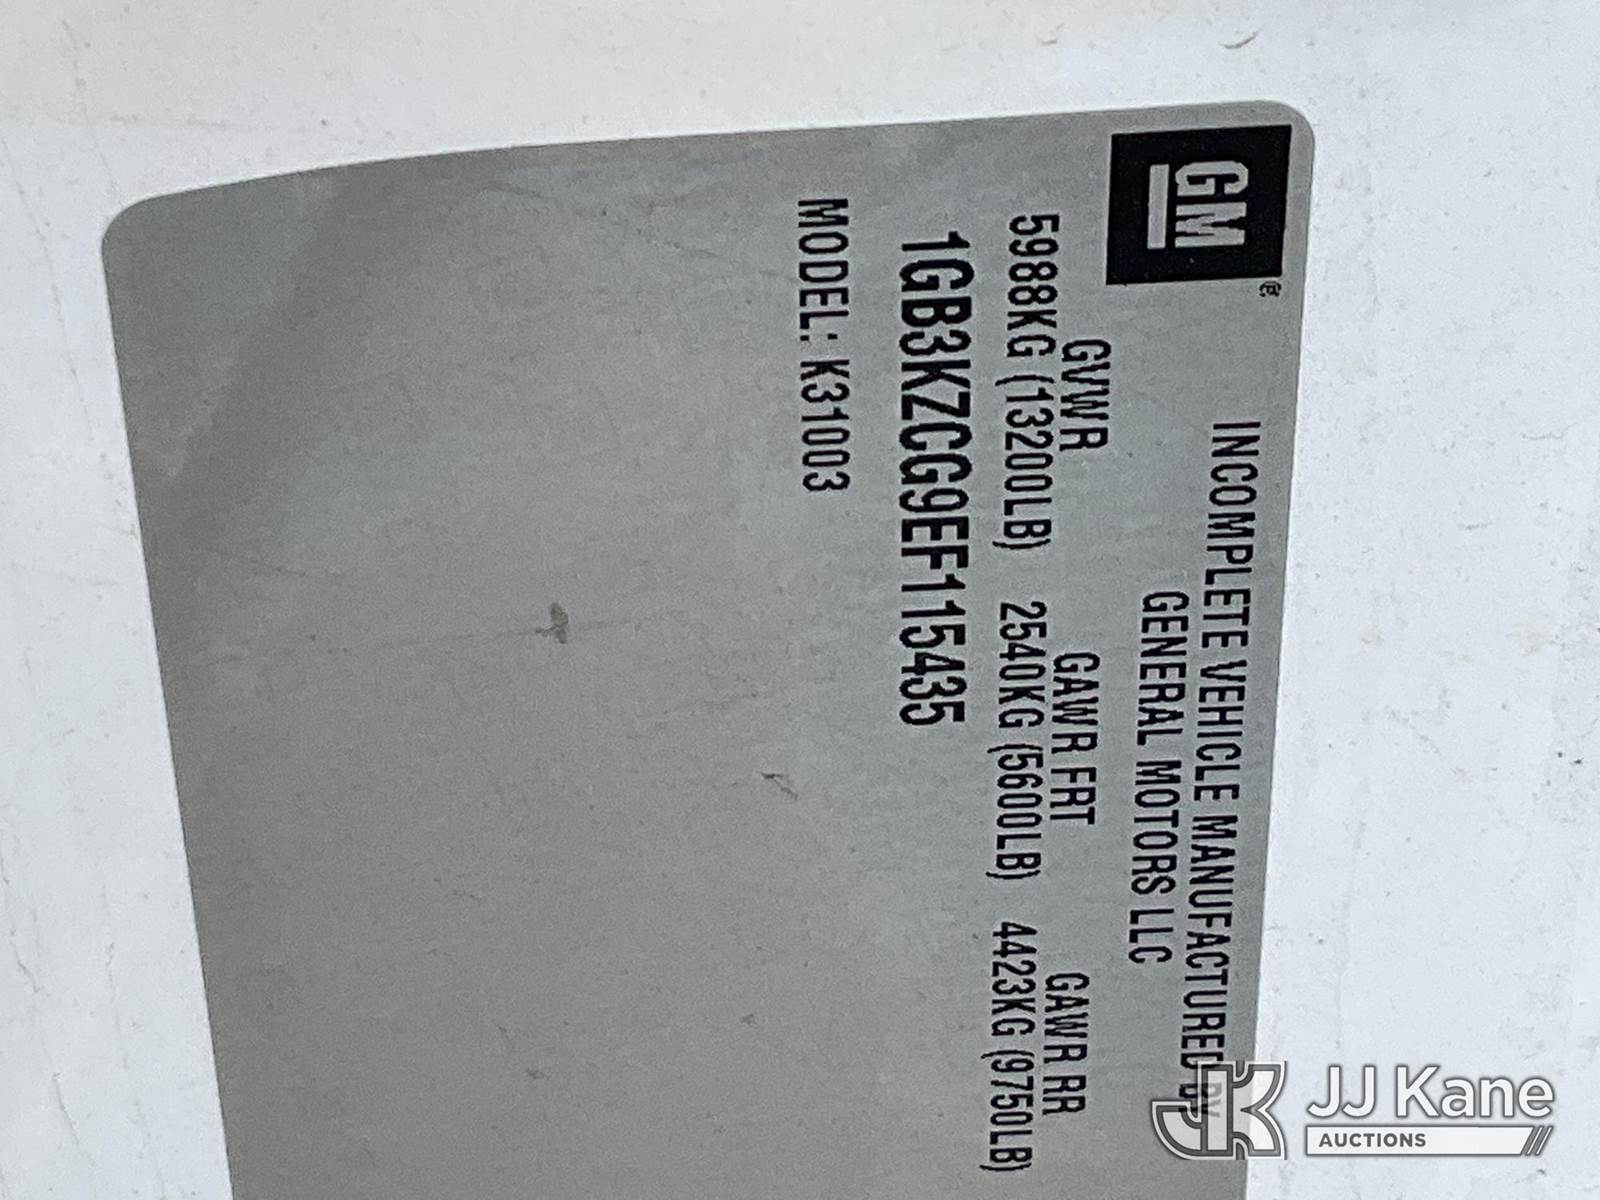 GM
®
INCOMPLETE VEHICLE MANUFACTURED BY
GENERAL MOTORS LLC
GVWR GAWR FRT GAWR RR
5988KG (13200LB) 2540KG (5600LB) 4423KG (9750LB)
1GB3KZCG9EF115435
MODEL: K31003
JK JJ Kane
AUCTIONS